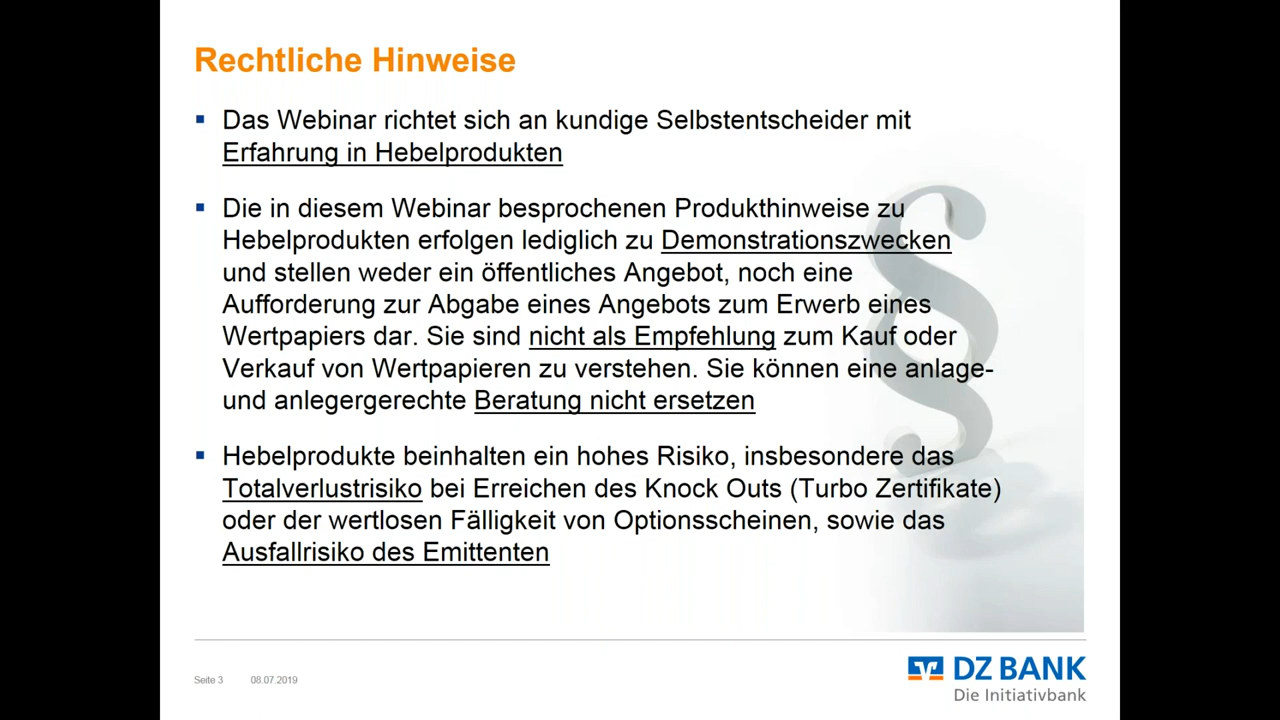 Rechtliche Hinweise
▪ Das Webinar richtet sich an kundige Selbstentscheider mit
Erfahrung in Hebelprodukten
▪ Die in diesem Webinar besprochenen Produkthinweise zu
Hebelprodukten erfolgen lediglich zu Demonstrationszwecken
und stellen weder ein öffentliches Angebot, noch eine
Aufforderung zur Abgabe eines Angebots zum Erwerb eines
Wertpapiers dar. Sie sind nicht als Empfehlung zum Kauf oder
Verkauf von Wertpapieren zu verstehen. Sie können eine anlage-
und anlegergerechte Beratung nicht ersetzen
▪ Hebelprodukte beinhalten ein hohes Risiko, insbesondere das
Totalverlustrisiko bei Erreichen des Knock Outs (Turbo Zertifikate)
oder der wertlosen Fälligkeit von Optionsscheinen, sowie das
Ausfallrisiko des Emittenten
Seite 3 08.07.2019
DZ BANK
Die Initiativbank